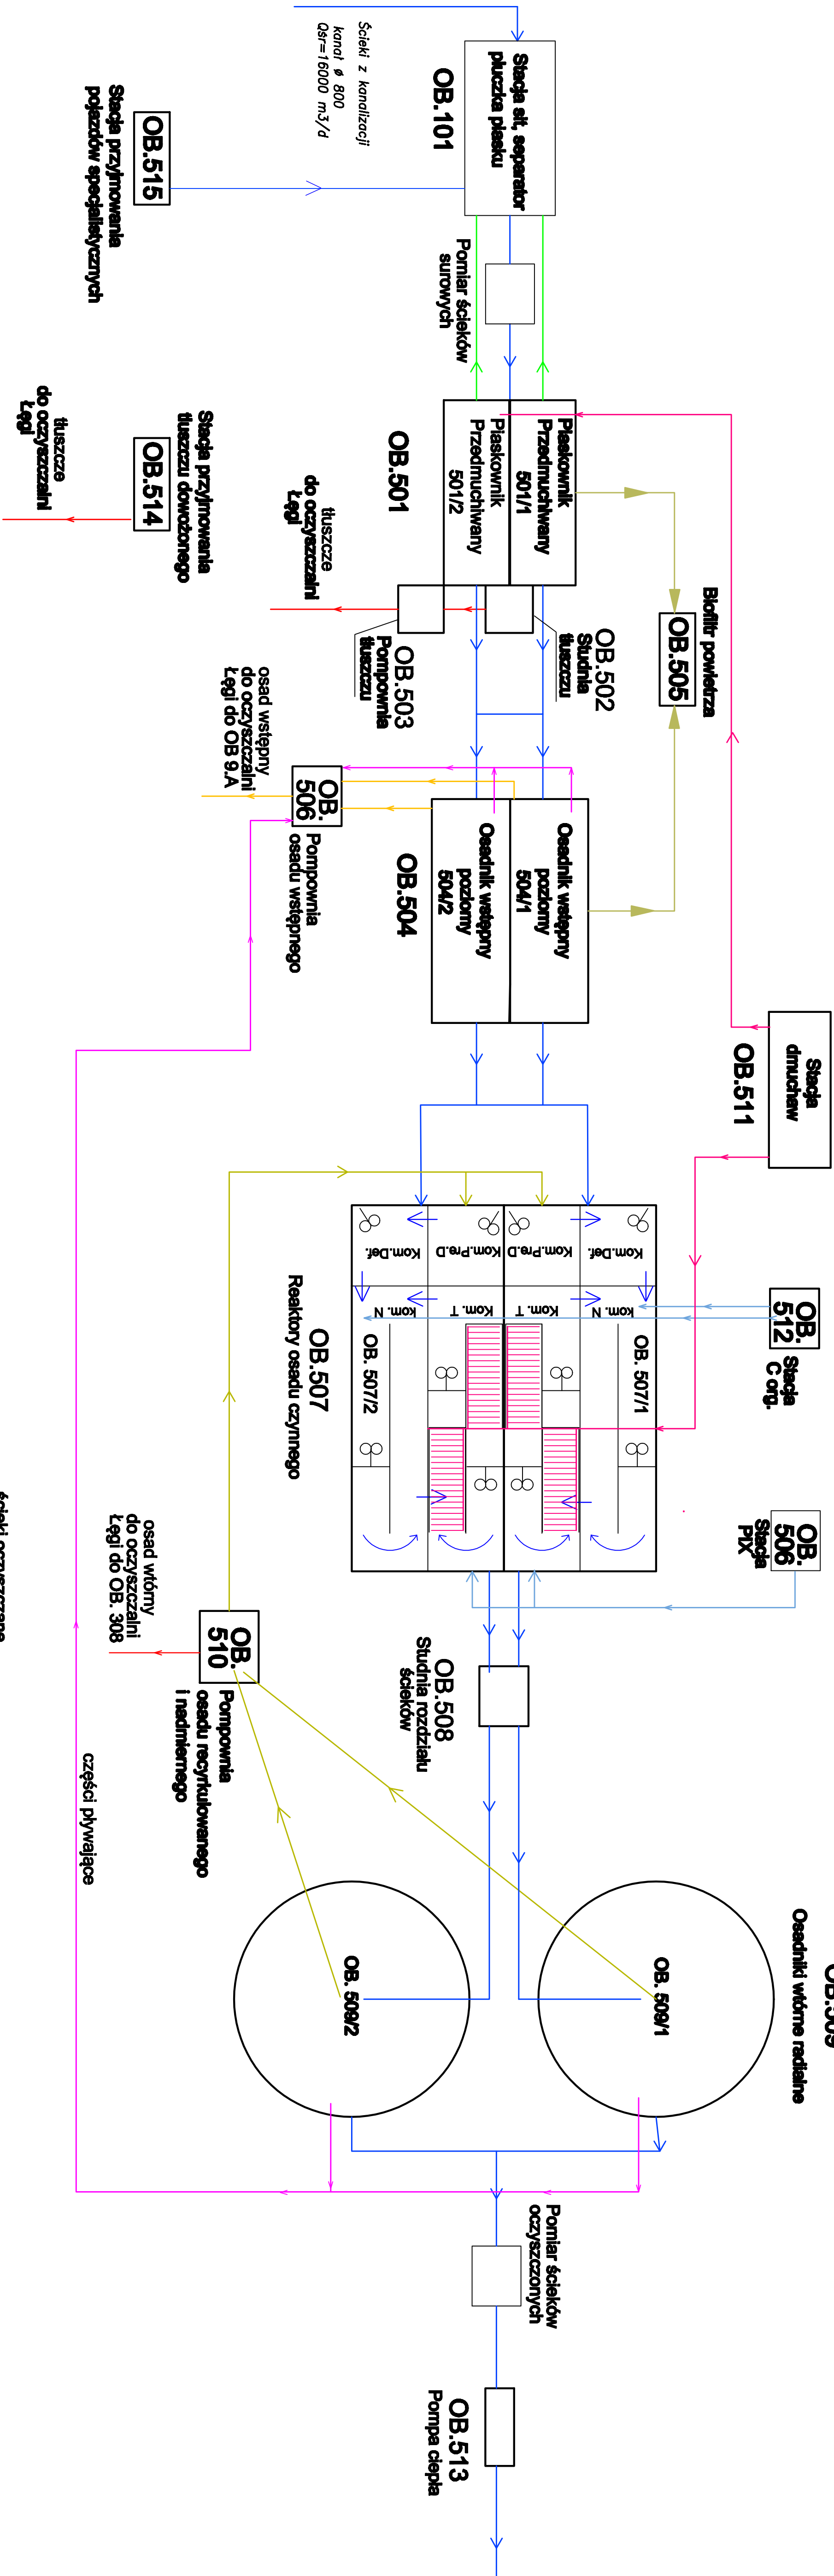 Ścieki z kanalizacji
kanał ø 800
Qsr=16000 m3/d
Stacja sit, separator
płuczka piasku
OB.101
OB.515
Stacja przyjmowania
pojazdów specjalistycznych
Pomiar ścieków
surowych
Piaskownik
Przedmuchiwany
501/1
Piaskownik
Przedmuchiwany
501/2
OB.501
Stacja przyjmowania
tłuszczu dowożonego
OB.514
tłuszcze
do oczyszczalni
Łęgi
tłuszcze
do oczyszczalni
Łęgi
OB.502
Studnia
tłuszczu
OB.503
Pompownia
tłuszczu
Biofiltr powietrza
OB.505
osad wstępny
do oczyszczalni
Łęgi do OB 9.A
OB.
506
Pompownia
osadu wstępnego
Osadnik wstępny
poziomy
504/1
Osadnik wstępny
poziomy
504/2
OB.504
Stacja
dmuchaw
OB.511
Kom.Def.
Kom.Pre.D
Kom.Pre.D
Kom.Def.
kom. N
Kom. T
Kom. T
kom. N
OB. 507/1
OB. 507/2
OB.507
Reaktory osadu czynnego
OB.
512
Stacja
C org.
OB.
506
Stacja
PIX
osad wtórny
do oczyszczalni
Łęgi do OB. 308
OB.
510
Pompownia
osadu recyrkulowanego
i nadmiernego
OB.508
Studnia rozdziału
ścieków
części pływające
OB.509
Osadniki wtórne radialne
OB. 509/1
OB. 509/2
Pomiar ścieków
oczyszczonych
OB.513
Pompa ciepła
ścieki oczyszczone